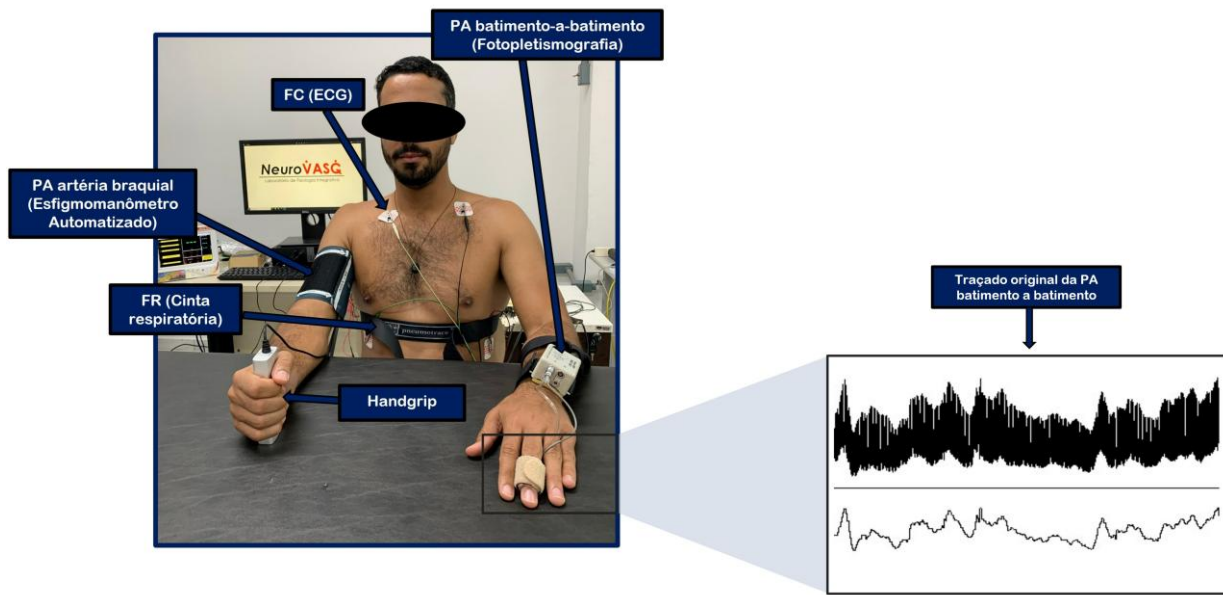 PA batimento-a-batimento
(Fotopletismografia)
FC (ECG)
NeuroVASQ
PA artéria braquial
(Esfigmomanômetro
Automatizado)
FR (Cinta
respiratória)
Handgrip
Traçado original da PA
batimento a batimento